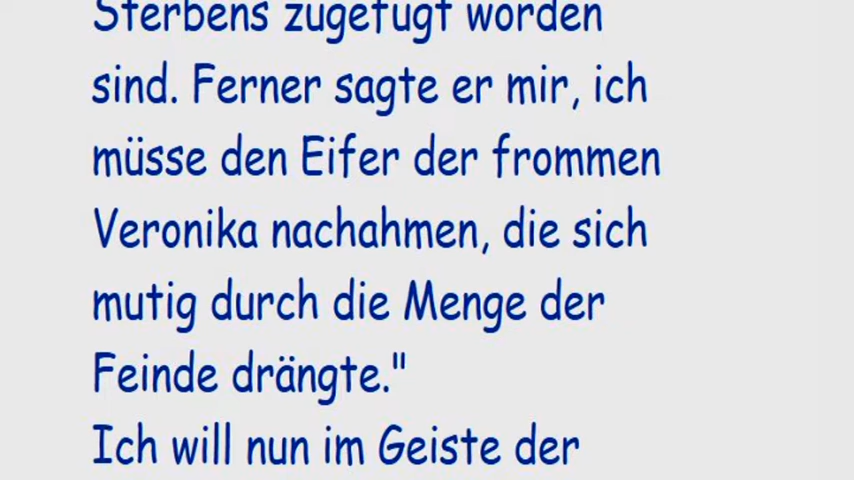 Sterbens zugefügt worden
sind. Ferner sagte er mir, ich
müsse den Eifer der frommen
Veronika nachahmen, die sich
mutig durch die Menge der
Feinde drängte."
Ich will nun im Geiste der